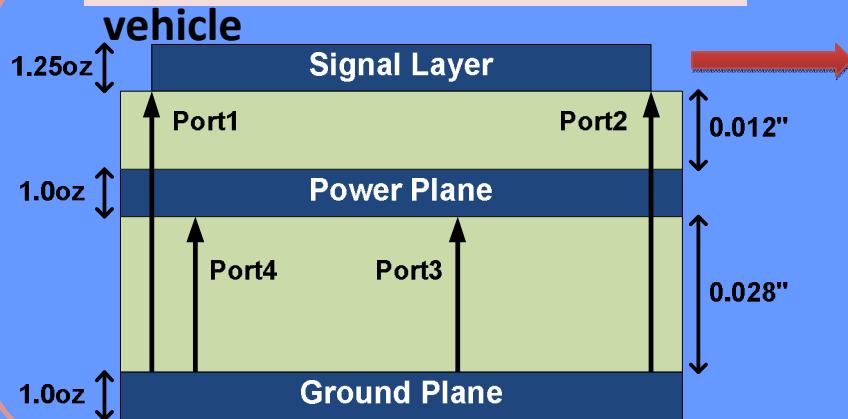 vehicle
1.25oz
Signal Layer
Port1
Port2
0.012"
1.0oz
Power Plane
Port4
Port3
0.028"
1.0oz
Ground Plane